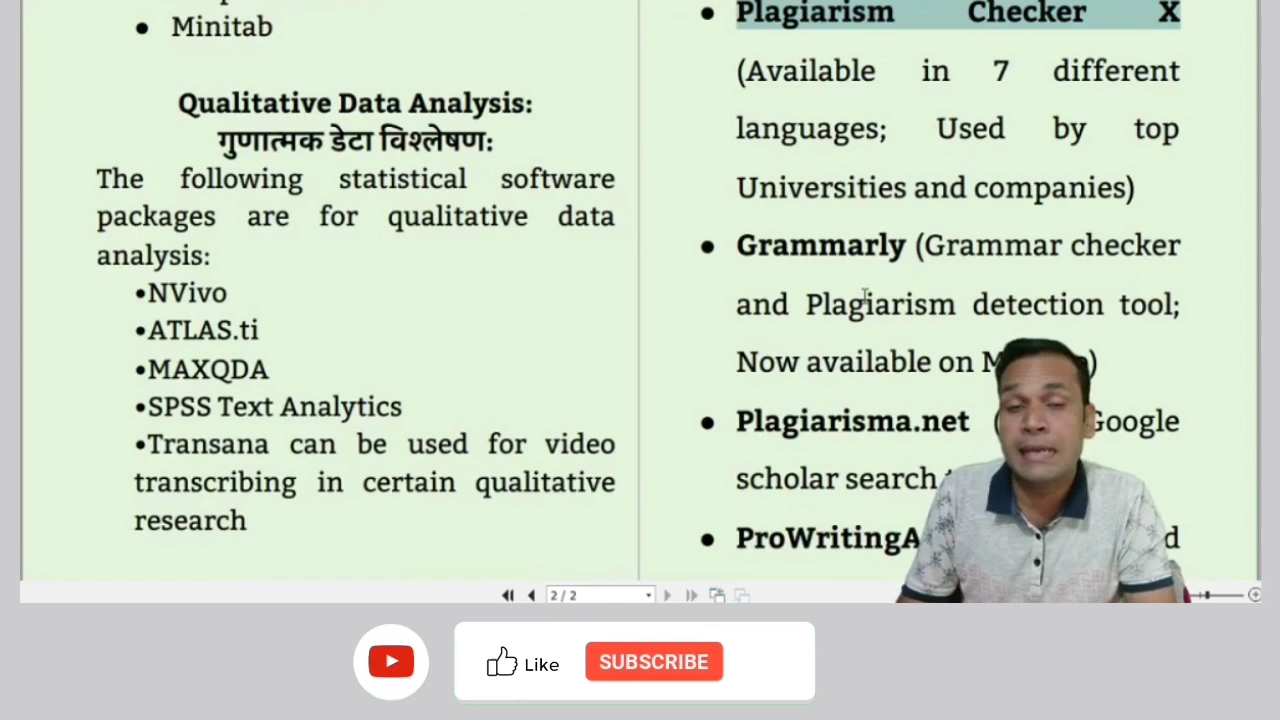 • Minitab
Qualitative Data Analysis:
गुणात्मक डेटा विश्लेषण:
The following statistical software
packages are for qualitative data
analysis:
•NVivo
•ATLAS.ti
•MAXQDA
•SPSS Text Analytics
•Transana can be used for video
transcribing in certain qualitative
research
• Plagiarism Checker X
(Available in 7 different
languages; Used by top
Universities and companies)
• Grammarly (Grammar checker
and Plagiarism detection tool;
Now available on
• Plagiarisma.net ( Google
scholar search
•
2 / 2
Like
SUBSCRIBE